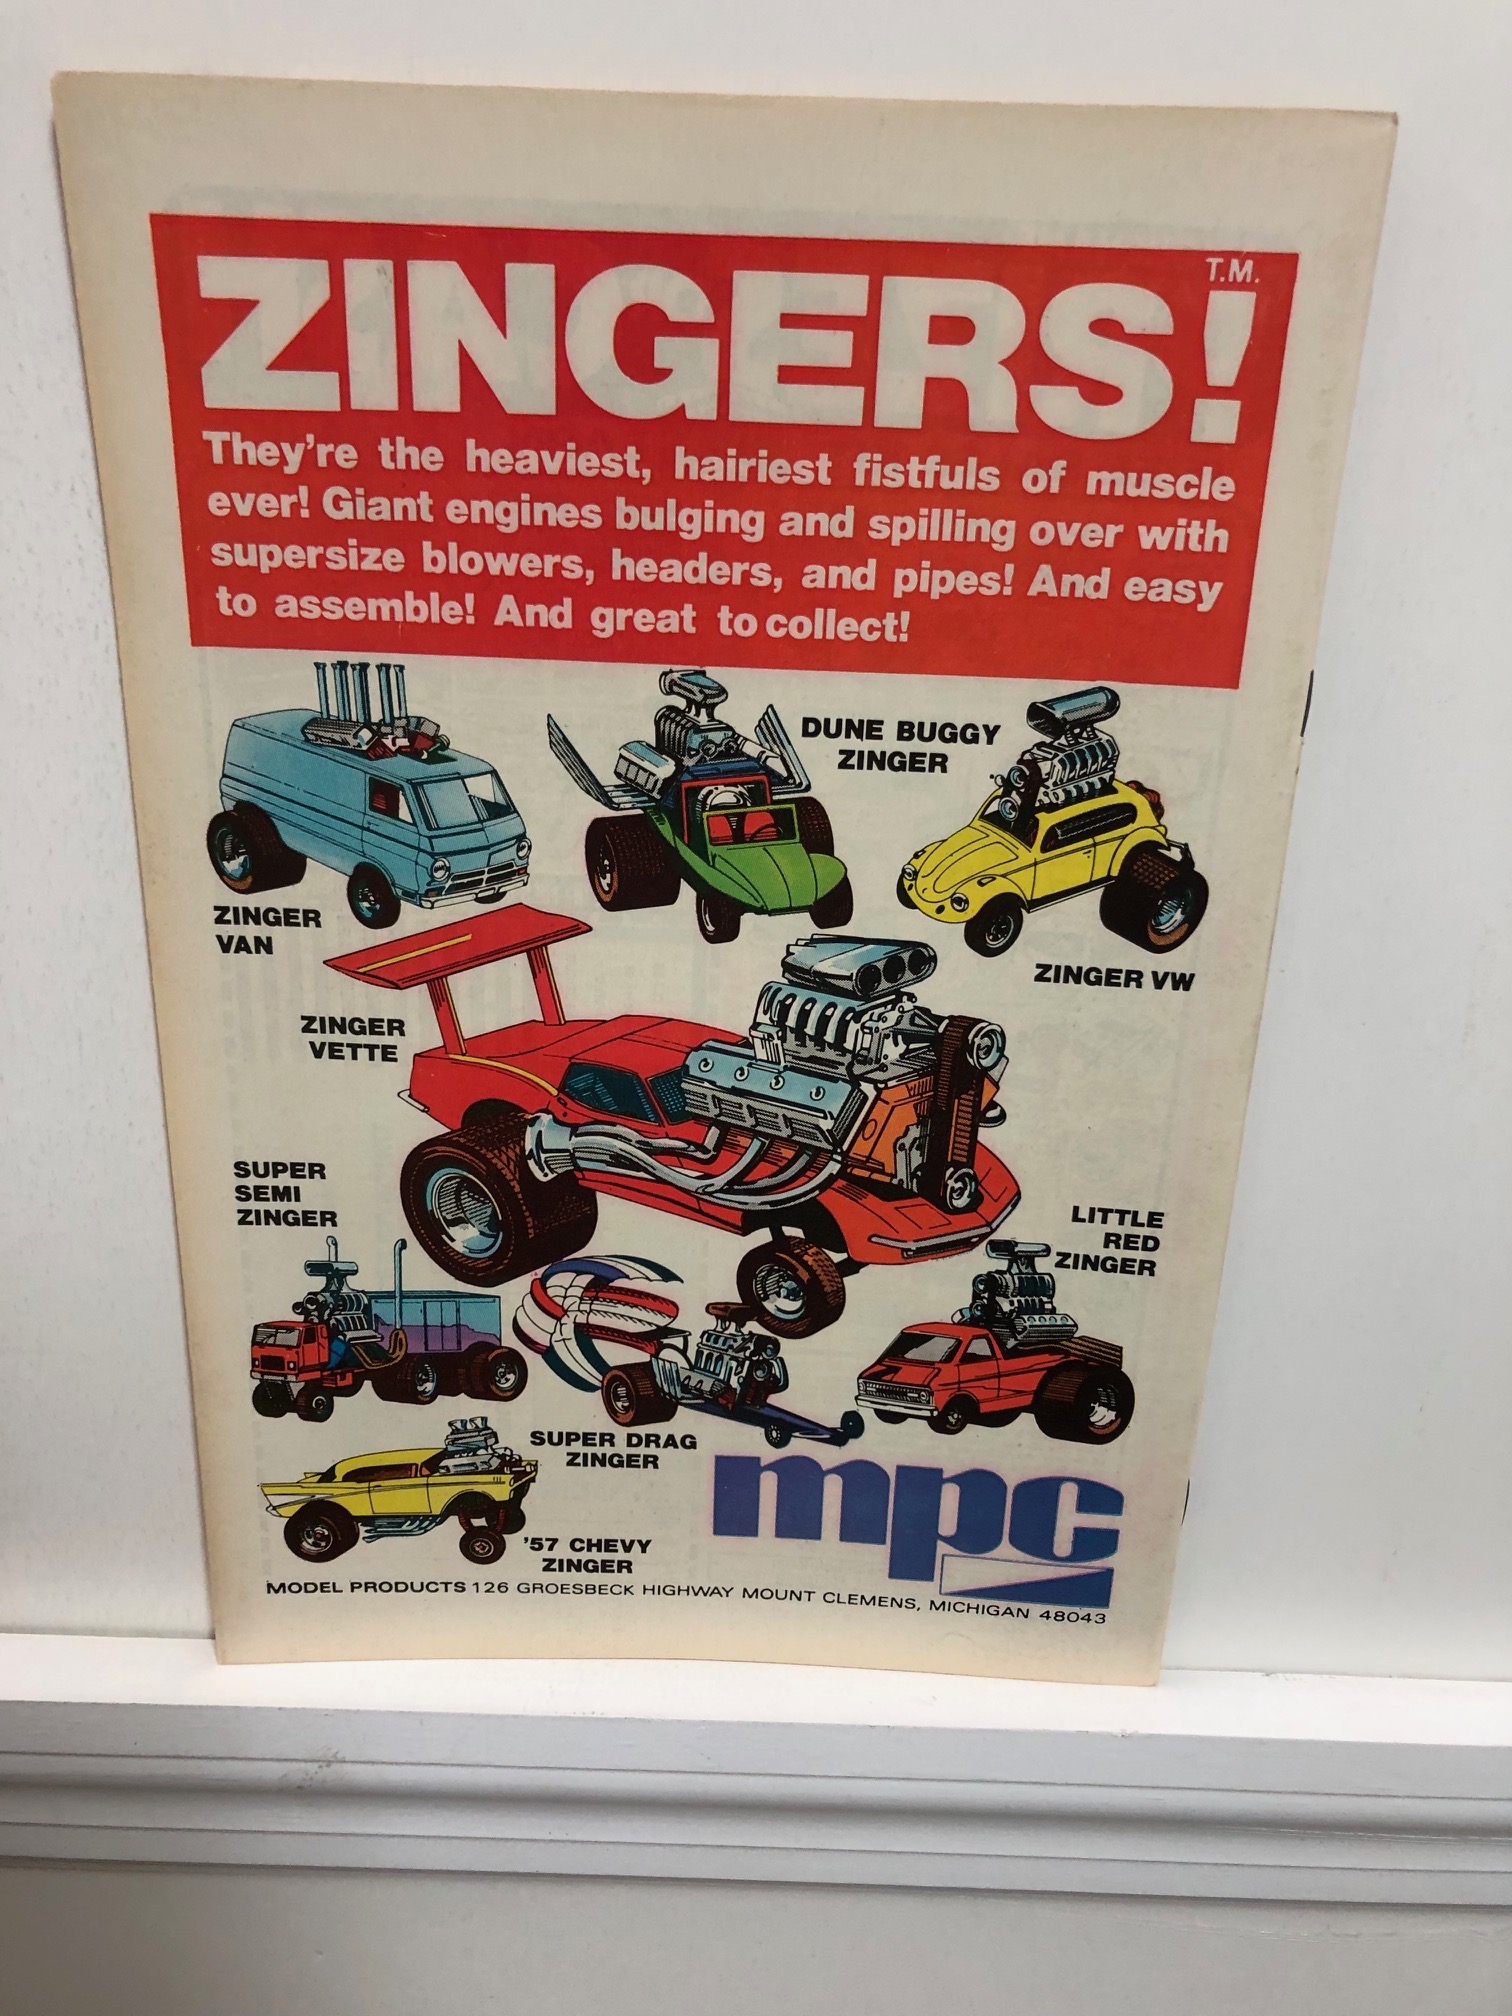 ZINGERS!
T.M.
They're the heaviest, hairiest fistfuls of muscle
ever! Giant engines bulging and spilling over with
supersize blowers, headers, and pipes! And easy
to assemble! And great to collect!
DUNE BUGGY
ZINGER
ZINGER
VAN
ZINGER VW
ZINGER
VETTE
SUPER
SEMI
ZINGER
LITTLE
RED
ZINGER
SUPER DRAG
ZINGER
mpc
'57 CHEVY
ZINGER
MODEL PRODUCTS 126 GROESBECK HIGHWAY MOUNT CLEMENS, MICHIGAN 48043